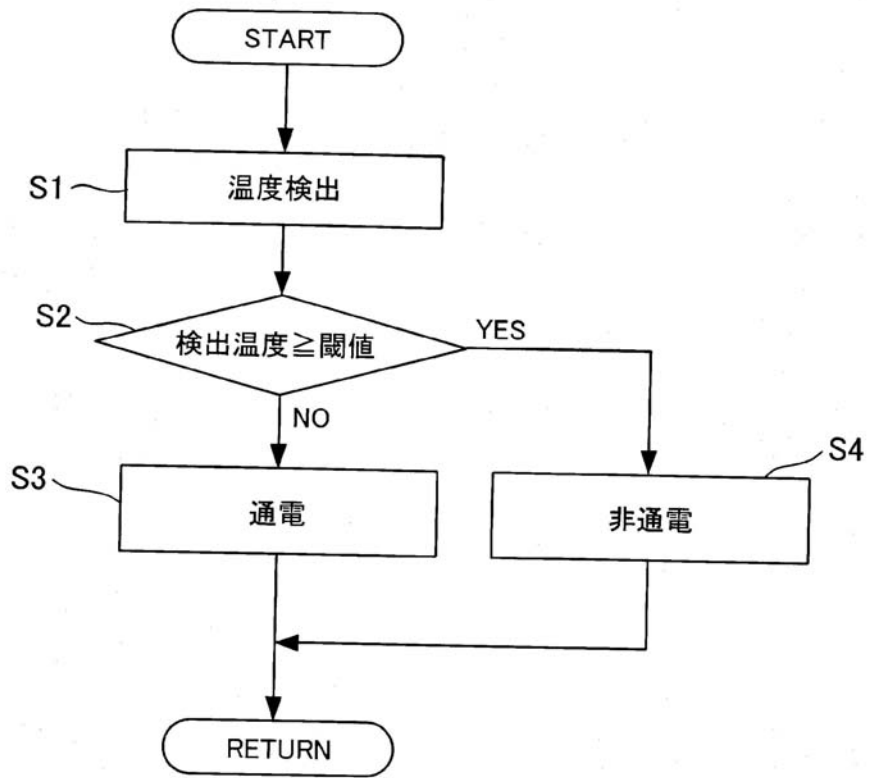 START
S1
温度検出
S2
検出温度≧閾値
YES
NO
S3
通電
S4
非通電
RETURN